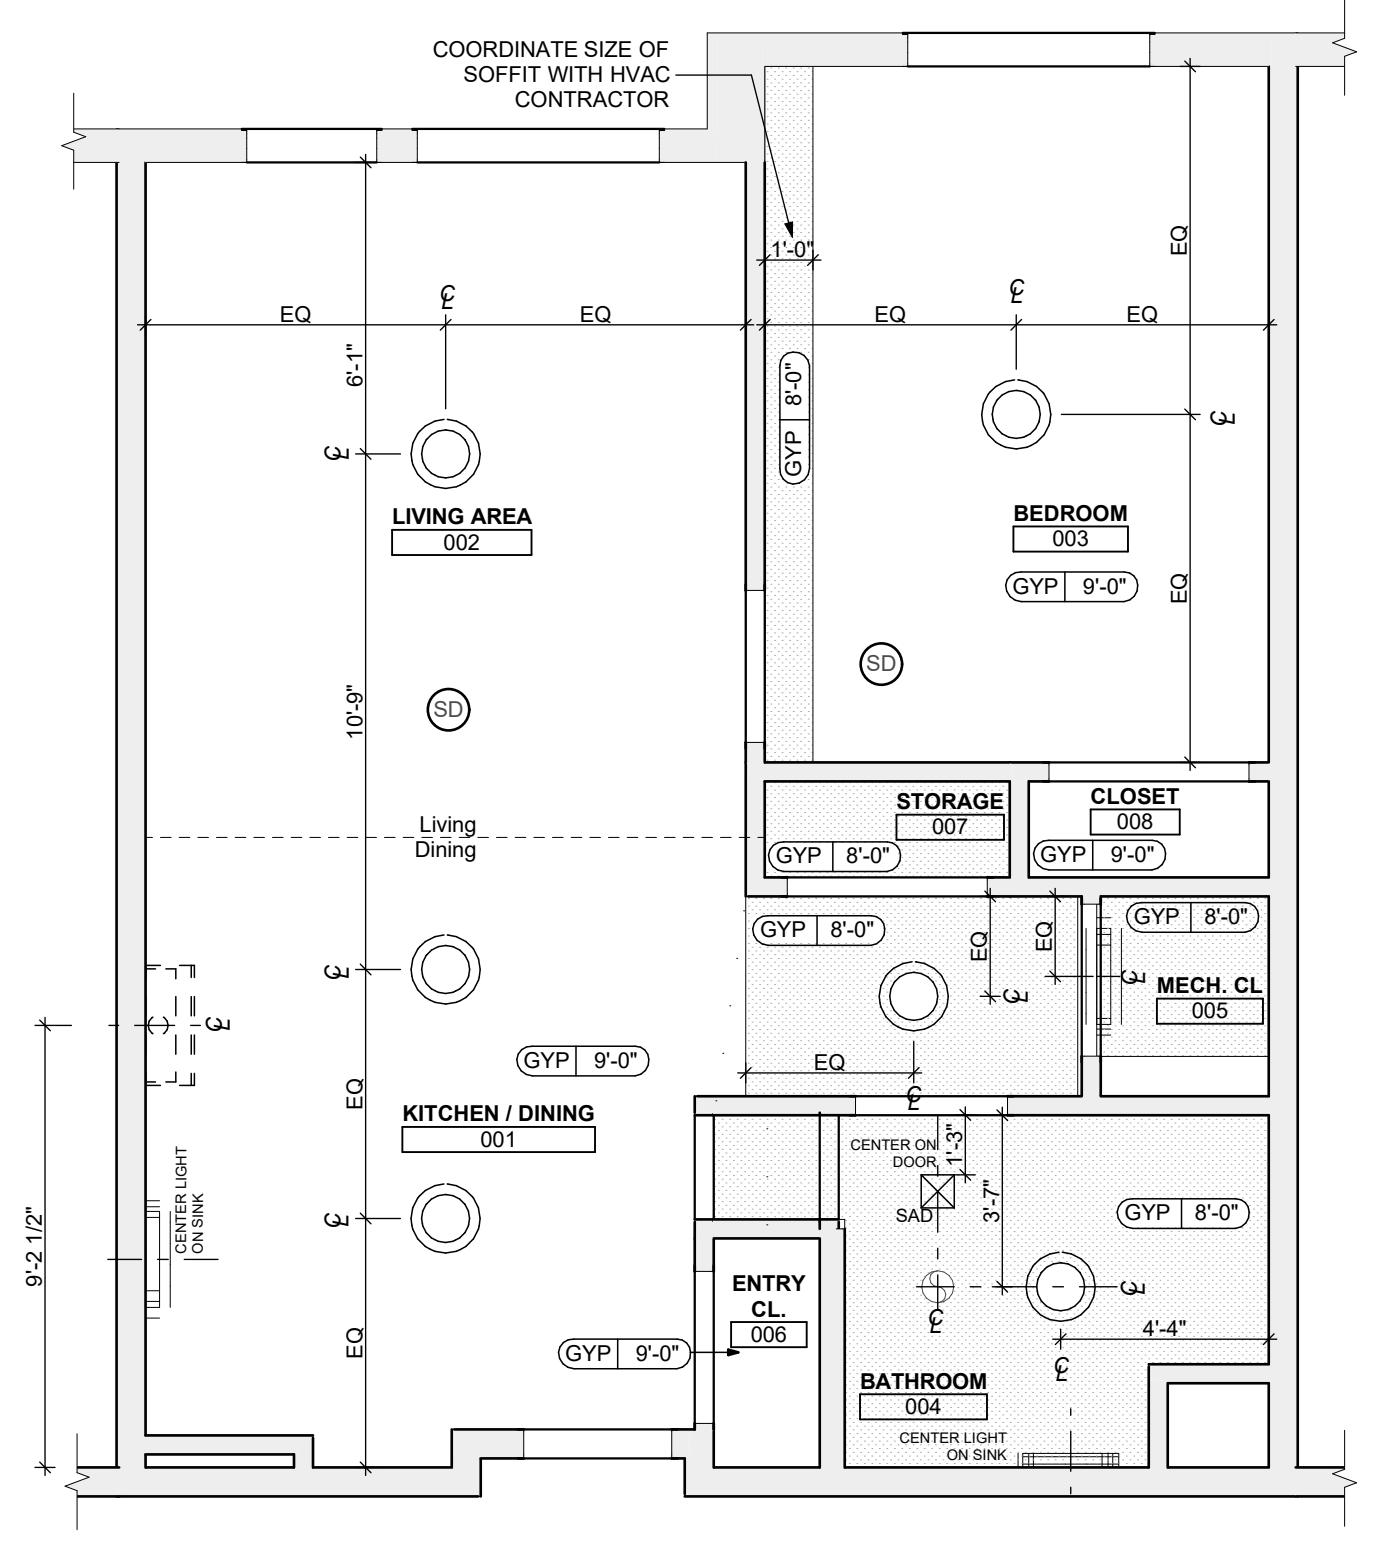 COORDINATE SIZE OF
SOFFIT WITH HVAC
CONTRACTOR
1'-0"
EQ
EQ
EQ
EQ
EQ
℄
℄
6'-1"
GYP 8'-0"
℄
℄
LIVING AREA
002
BEDROOM
003
GYP 9'-0"
EQ
SD
SD
10'-9"
STORAGE
007
GYP 8'-0"
CLOSET
008
GYP 9'-0"
Living
Dining
GYP 8'-0"
GYP 8'-0"
EQ
EQ
℄
℄
℄
MECH. CL
005
℄
GYP 9'-0"
EQ
EQ
℄
KITCHEN / DINING
001
CENTER ON
DOOR
1'-3"
3'-7"
SAD
GYP 8'-0"
CENTER LIGHT
ON SINK
9'-2 1/2"
℄
ENTRY
CL.
006
GYP 9'-0"
EQ
℄
℄
4'-4"
℄
BATHROOM
004
CENTER LIGHT
ON SINK